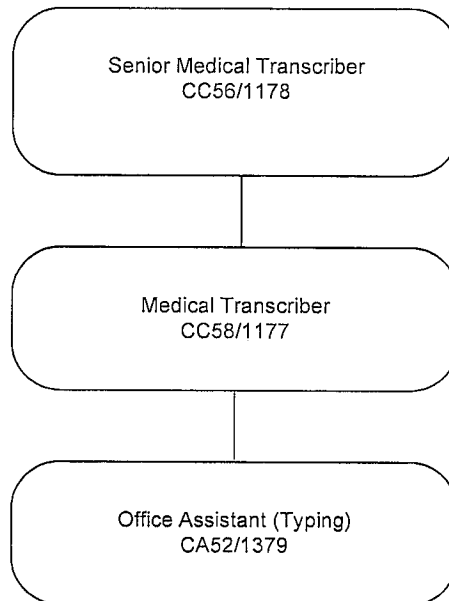 Senior Medical Transcriber
CC56/1178
Medical Transcriber
CC58/1177
Office Assistant (Typing)
CA52/1379